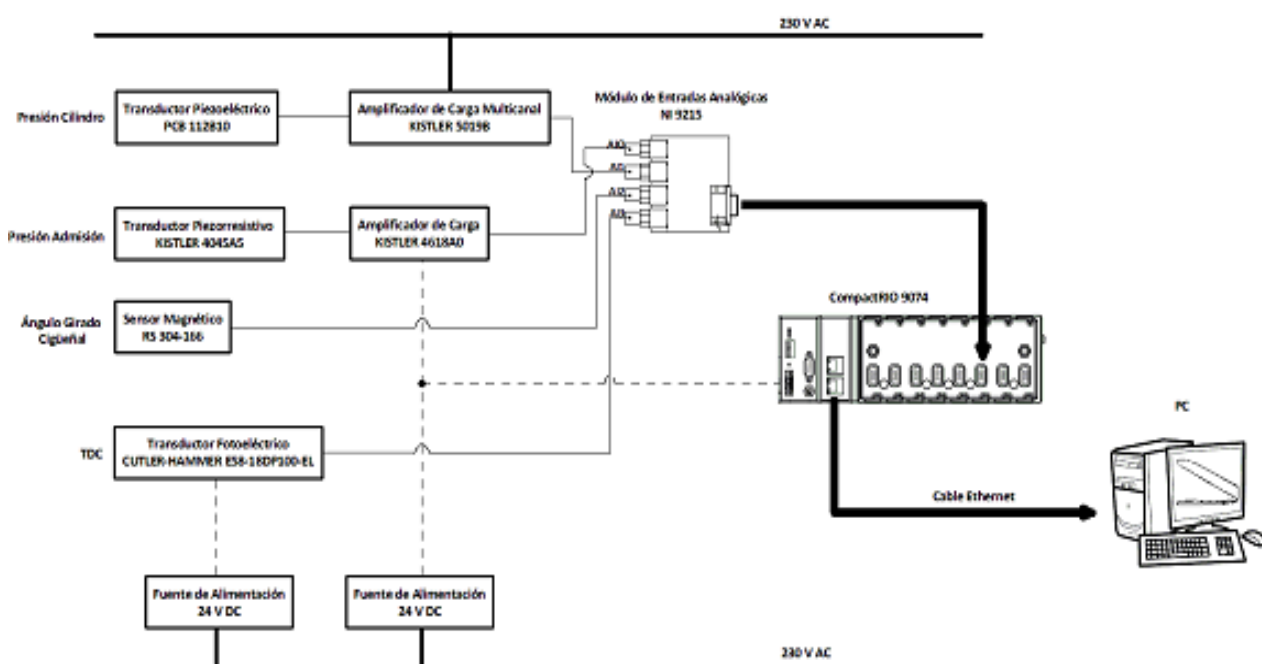 230 V AC
Presión Cilindro
Transductor Piezoeléctrico
PCB 112B10
Amplificador de Carga Multicanal
KISTLER 5019B
Módulo de Entradas Analógicas
NI 9215
AI0
AI1
AI2
AI3
Presión Admisión
Transductor Piezorresistivo
KISTLER 4045A5
Amplificador de Carga
KISTLER 4618A0
Ángulo Girado
Cigüeñal
Sensor Magnético
RS 304-166
CompactRIO 9074
PC
TDC
Transductor Fotoeléctrico
CUTLER-HAMMER E58-18DP100-EL
Cable Ethernet
Fuente de Alimentación
24 V DC
Fuente de Alimentación
24 V DC
230 V AC